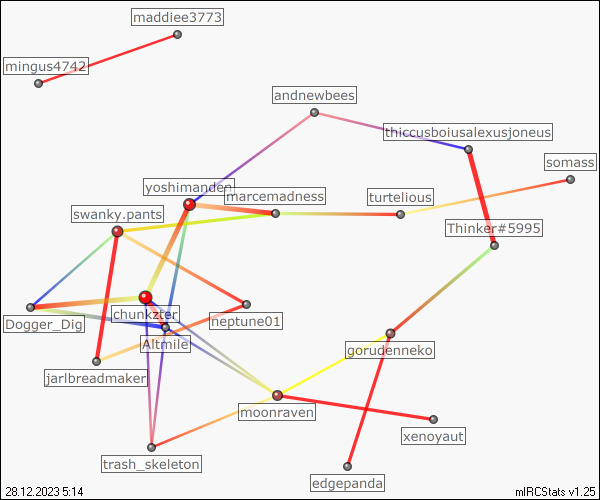 maddiee3773
mingus4742
andnewbees
thiccusboiusalexusjoneus
somass
yoshimanden
marcemadness
turtelious
swanky.pants
Thinker#5995
chunkzter
Dogger_Dig
neptune01
Altmile
gorudenneko
jarlbreadmaker
moonraven
xenoyaut
trash_skeleton
edgepanda
28.12.2023 5:14
mIRCStats v1.25